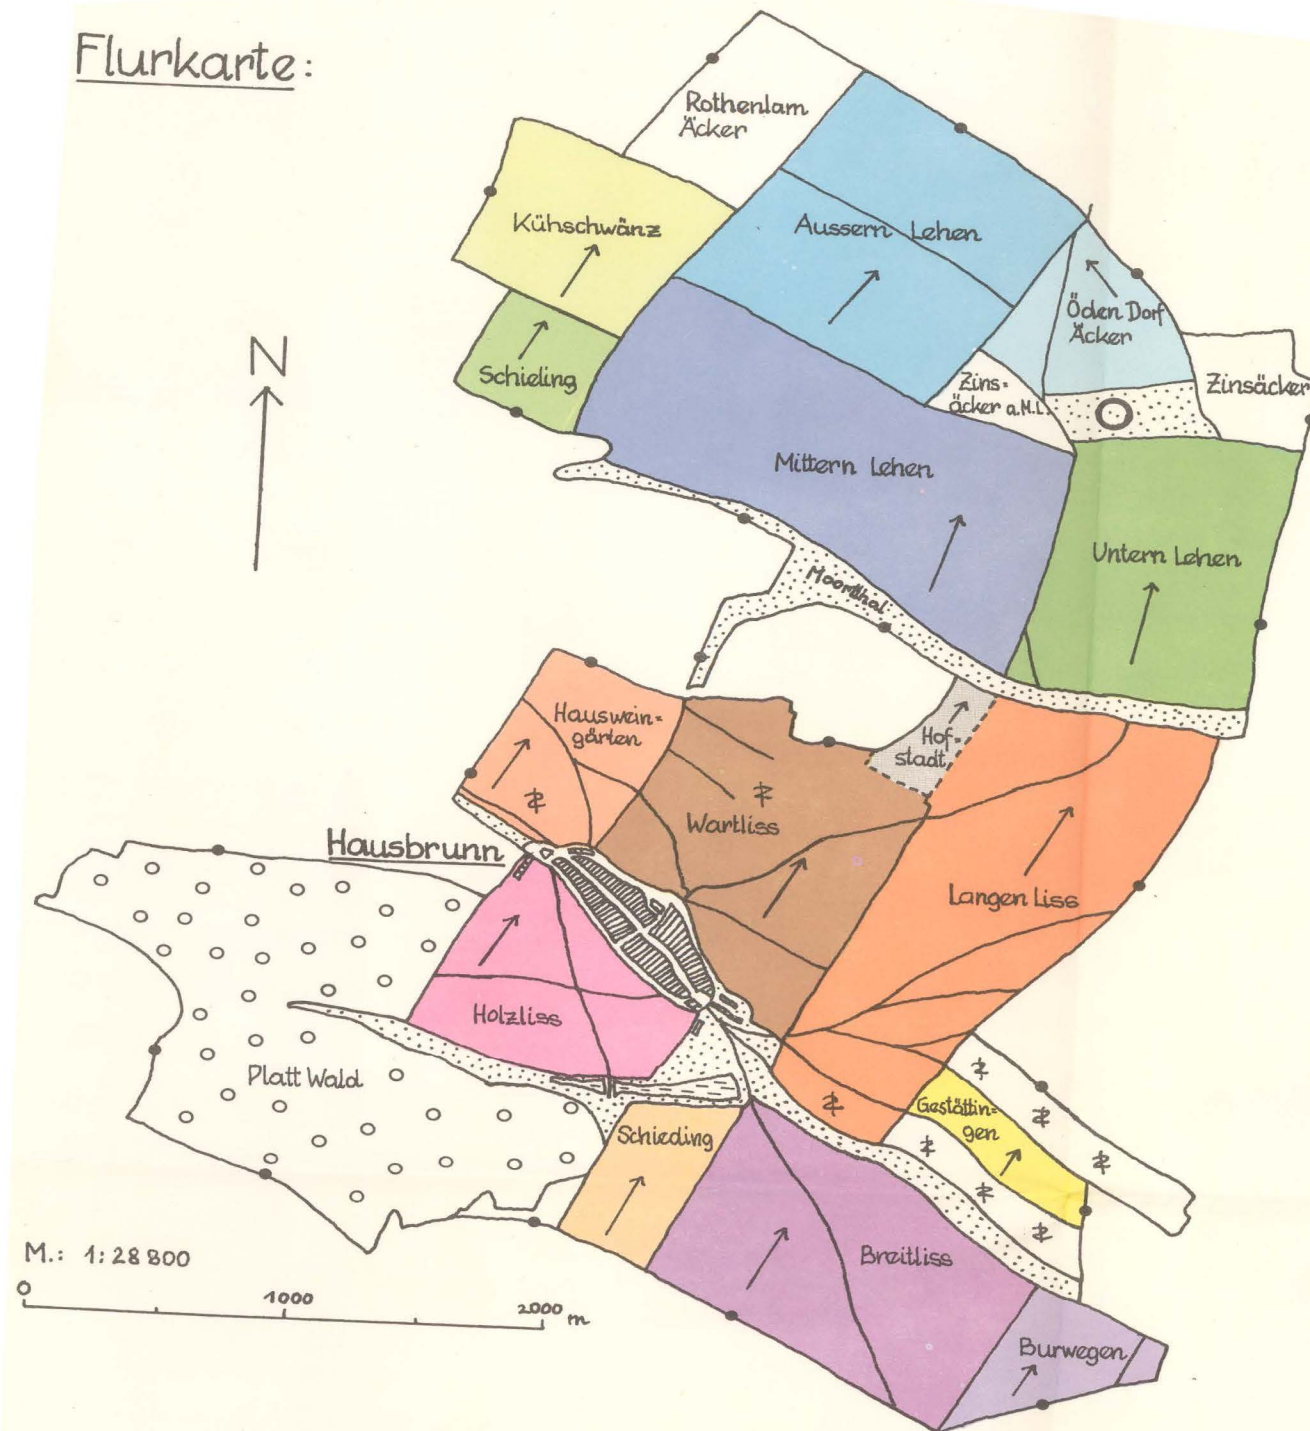 Flurkarte:
Rothenlam
Äcker
Kühschwänz
Aussern Lehen
Öden Dorf
Äcker
N
Schieling
Zins=
äcker a.M.L.
Zinsäcker
Mittern Lehen
Untern Lehen
Moorthal
Hauswein=
gärten
Hof=
stadt
Wartliss
Hausbrunn
Langen Liss
Holzliss
Platt Wald
Gestättin=
gen
Schieding
Breitliss
M.: 1:28800
0 1000 2000 m
Burwegen